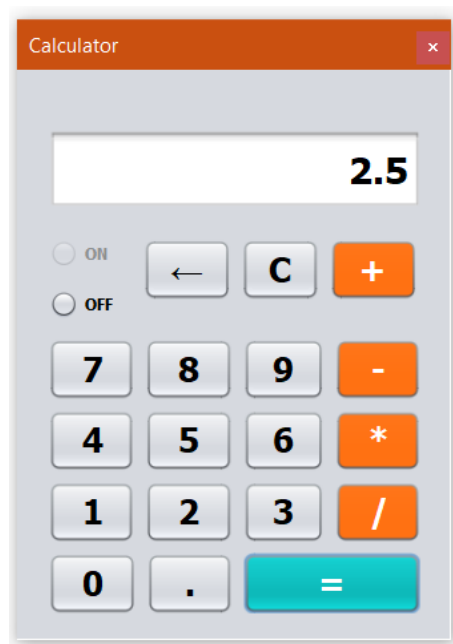 Calculator ×
2.5
ON
← C +
OFF
7 8 9 -
4 5 6 *
1 2 3 /
0 . =